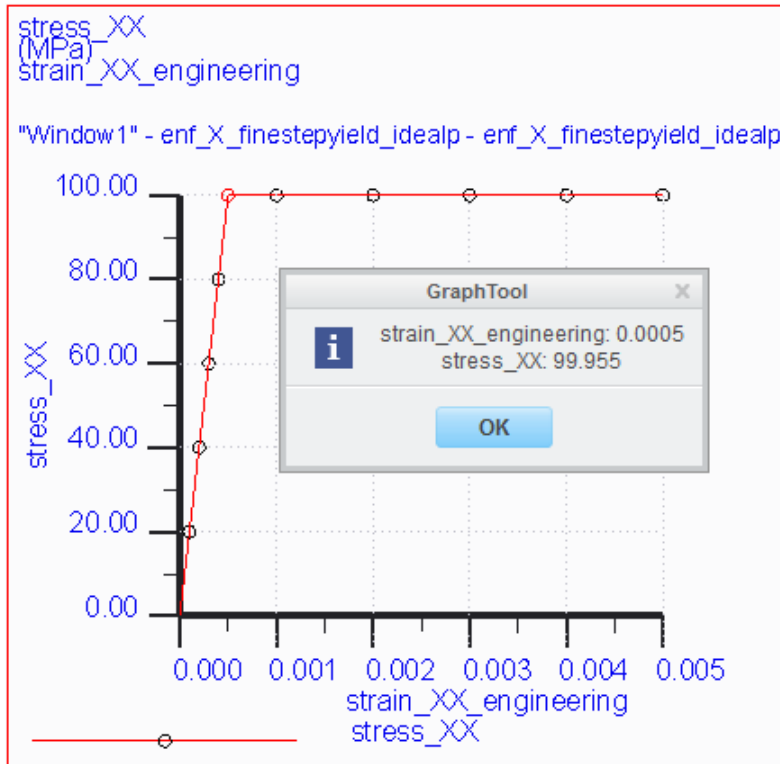 stress_XX
(MPa)
strain_XX_engineering
"Window1" - enf_X_finestepyield_idealp - enf_X_finestepyield_idealp
100.00
80.00
60.00
40.00
20.00
0.00
stress_XX
GraphTool
strain_XX_engineering: 0.0005
stress_XX: 99.955
OK
0.000 0.001 0.002 0.003 0.004 0.005
strain_XX_engineering
stress_XX